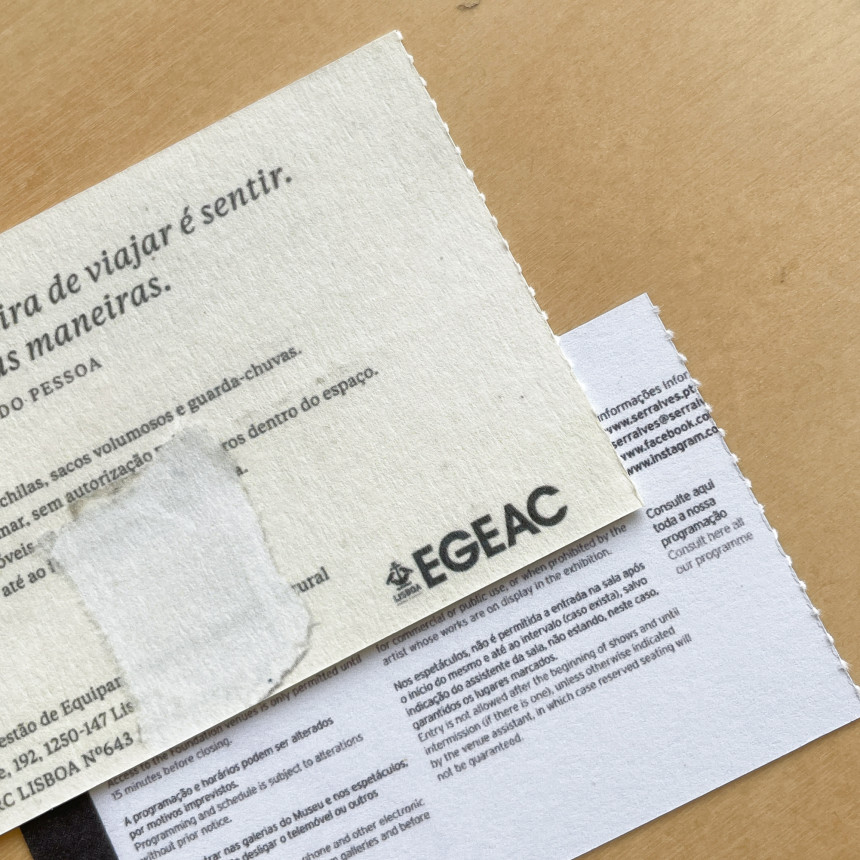 ira de viajar é sentir.
as maneiras.
DO PESSOA
chilas, sacos volumosos e guarda-chuvas.
mar, sem autorização ros dentro do espaço.
óveis a.
até ao
tural
estão de Equipar
e, 192, 1250-147 Lis
RC LISBOA Nº643
LISBOA
EGEAC
informações infor
www.serralves.pt
serralves@serral
www.facebook.co
www.instagram.co
Consulte aqui
toda a nossa
programação
Consult here all
our programme
for commercial or public use, or when prohibited by the
artist whose works are on display in the exhibition.
Nos espetáculos, não é permitida a entrada na sala após
o início do mesmo e até ao intervalo (caso exista), salvo
indicação do assistente da sala, não estando, neste caso,
garantidos os lugares marcados.
Entry is not allowed after the beginning of shows and until
intermission (if there is one), unless otherwise indicated
by the venue assistant, in which case reserved seating will
not be guaranteed.
Access to the Foundation venues is only permitted until
15 minutes before closing.
A programação e horários podem ser alterados
por motivos imprevistos.
Programming and schedule is subject to alterations
without prior notice.
rar nas galerias do Museu e nos espetáculos,
desligar o telemóvel ou outros
phone and other electronic
galleries and before